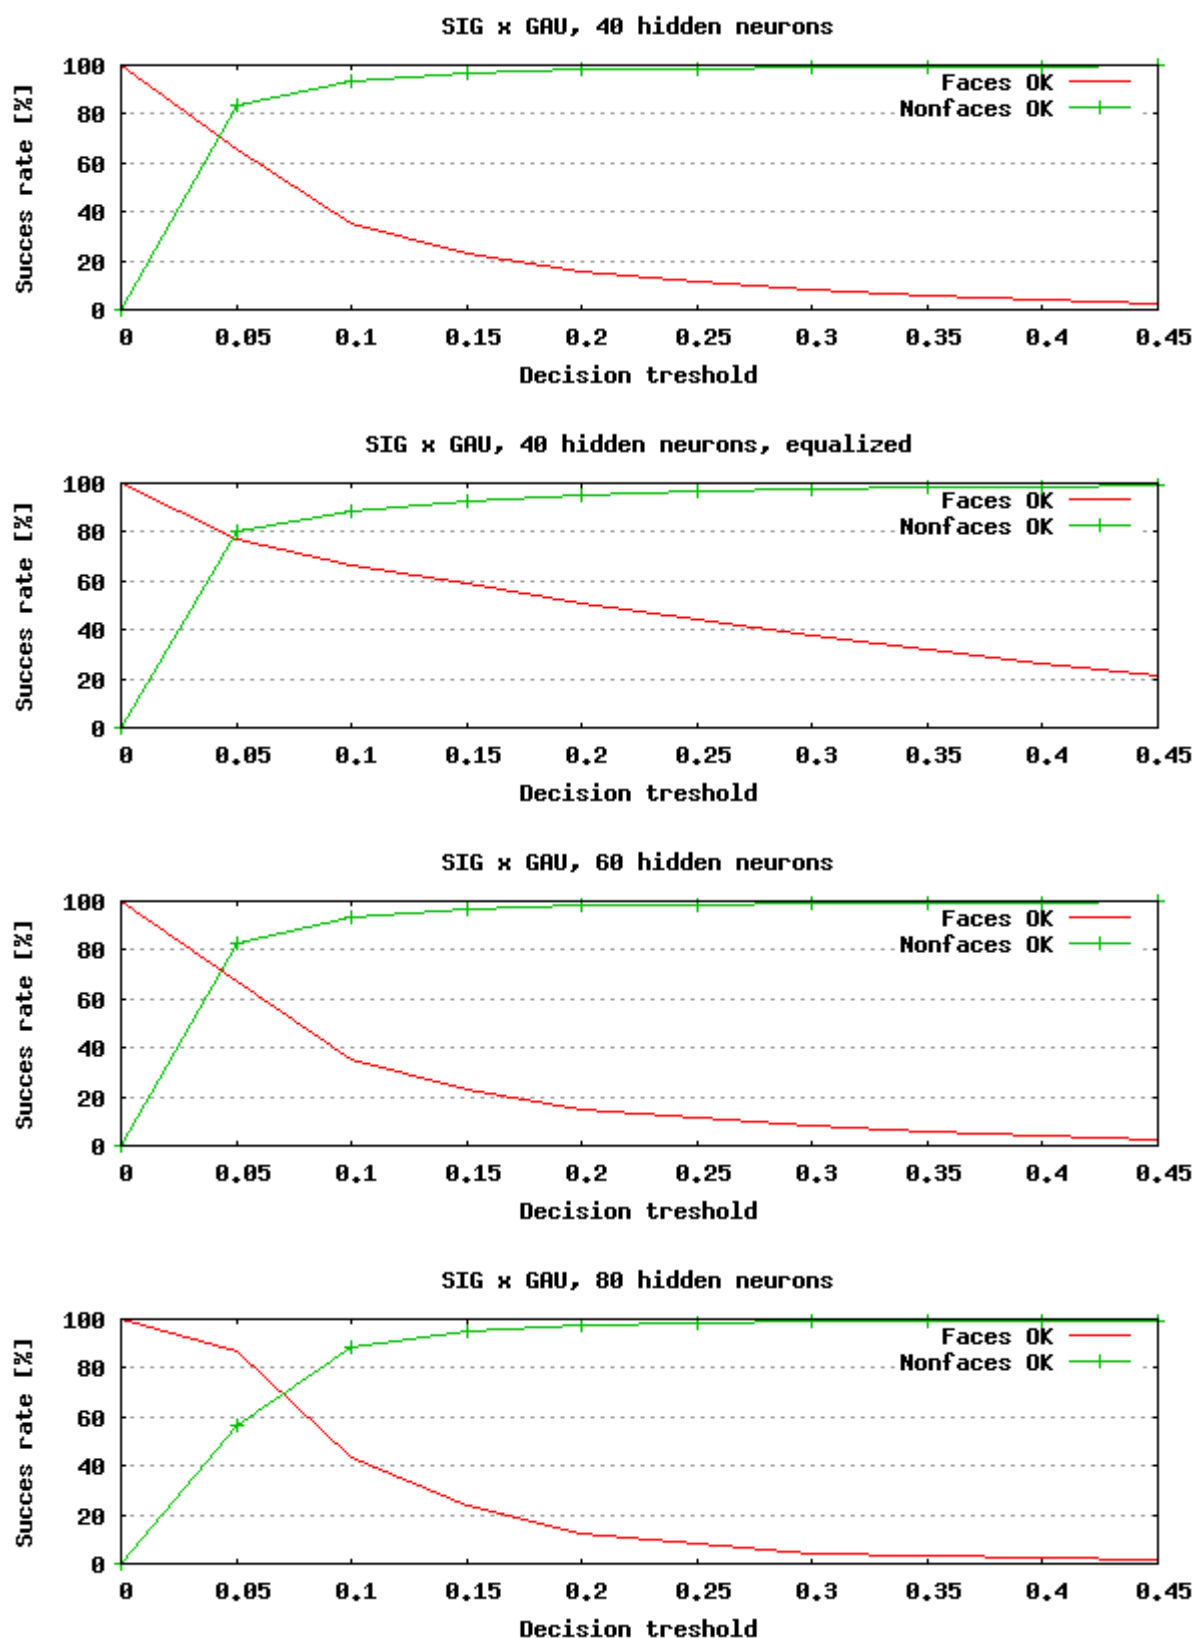 SIG x GAU, 40 hidden neurons
Succes rate [%]
100
80
60
40
20
0
Faces OK
Nonfaces OK
0 0.05 0.1 0.15 0.2 0.25 0.3 0.35 0.4 0.45
Decision treshold
SIG x GAU, 40 hidden neurons, equalized
Succes rate [%]
100
80
60
40
20
0
Faces OK
Nonfaces OK
0 0.05 0.1 0.15 0.2 0.25 0.3 0.35 0.4 0.45
Decision treshold
SIG x GAU, 60 hidden neurons
Succes rate [%]
100
80
60
40
20
0
Faces OK
Nonfaces OK
0 0.05 0.1 0.15 0.2 0.25 0.3 0.35 0.4 0.45
Decision treshold
SIG x GAU, 80 hidden neurons
Succes rate [%]
100
80
60
40
20
0
Faces OK
Nonfaces OK
0 0.05 0.1 0.15 0.2 0.25 0.3 0.35 0.4 0.45
Decision treshold